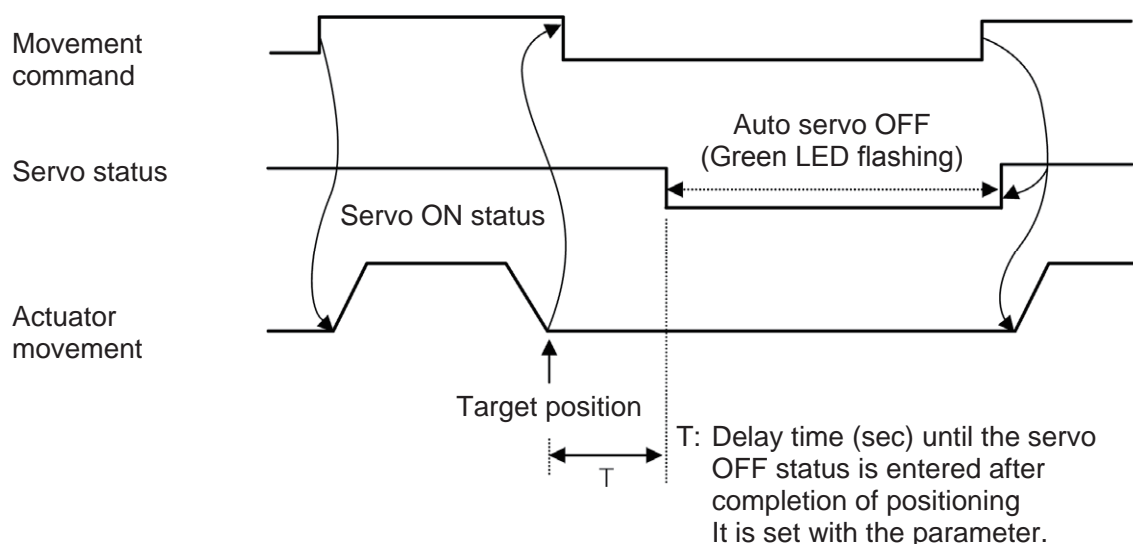 Movement
command
Auto servo OFF
(Green LED flashing)
Servo status
Servo ON status
Actuator
movement
Target position
T
T: Delay time (sec) until the servo
OFF status is entered after
completion of positioning
It is set with the parameter.